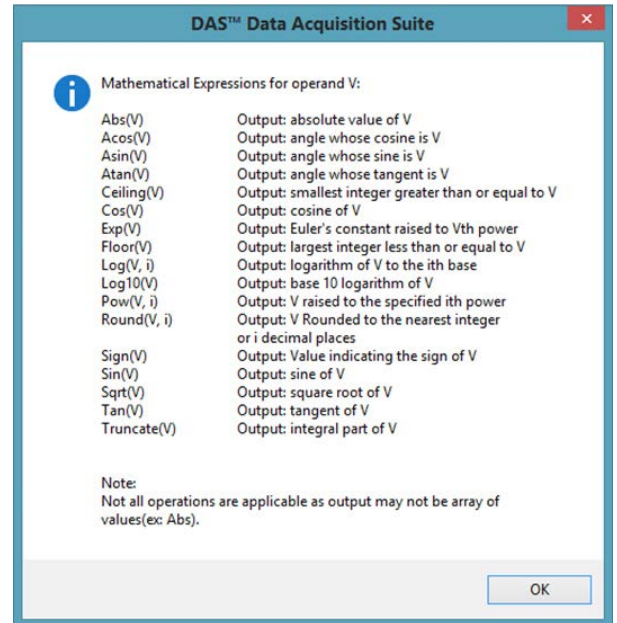 DAS™ Data Acquisition Suite
Mathematical Expressions for operand V:
Abs(V) Output: absolute value of V
Acos(V) Output: angle whose cosine is V
Asin(V) Output: angle whose sine is V
Atan(V) Output: angle whose tangent is V
Ceiling(V) Output: smallest integer greater than or equal to V
Cos(V) Output: cosine of V
Exp(V) Output: Euler's constant raised to Vth power
Floor(V) Output: largest integer less than or equal to V
Log(V, i) Output: logarithm of V to the ith base
Log10(V) Output: base 10 logarithm of V
Pow(V, i) Output: V raised to the specified ith power
Round(V, i) Output: V Rounded to the nearest integer
or i decimal places
Sign(V) Output: Value indicating the sign of V
Sin(V) Output: sine of V
Sqrt(V) Output: square root of V
Tan(V) Output: tangent of V
Truncate(V) Output: integral part of V
Note:
Not all operations are applicable as output may not be array of
values(ex: Abs).
OK